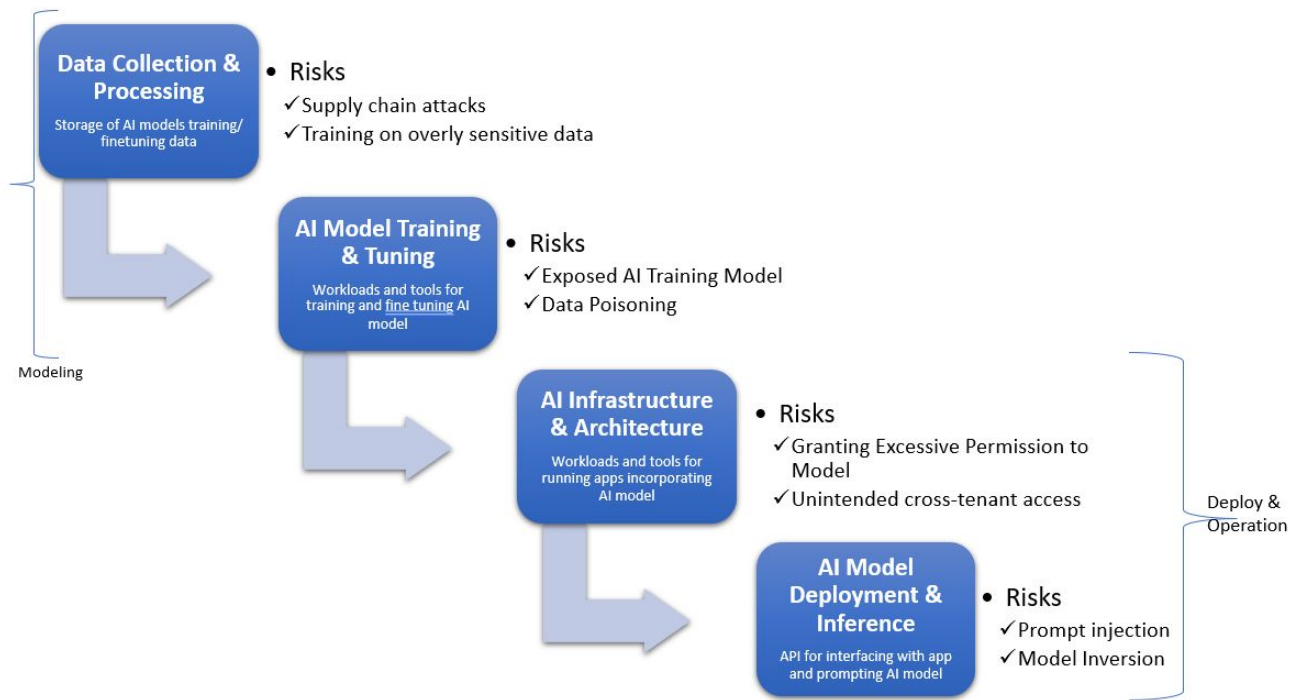 Data Collection &
Processing
Storage of AI models training/
finetuning data
• Risks
✓Supply chain attacks
✓Training on overly sensitive data
AI Model Training
& Tuning
Workloads and tools for
training and fine tuning AI
model
• Risks
✓Exposed AI Training Model
✓Data Poisoning
Modeling
AI Infrastructure
& Architecture
Workloads and tools for
running apps incorporating
AI model
• Risks
✓Granting Excessive Permission to
Model
✓Unintended cross-tenant access
Deploy &
Operation
AI Model
Deployment &
Inference
API for interfacing with app
and prompting AI model
• Risks
✓Prompt injection
✓Model Inversion